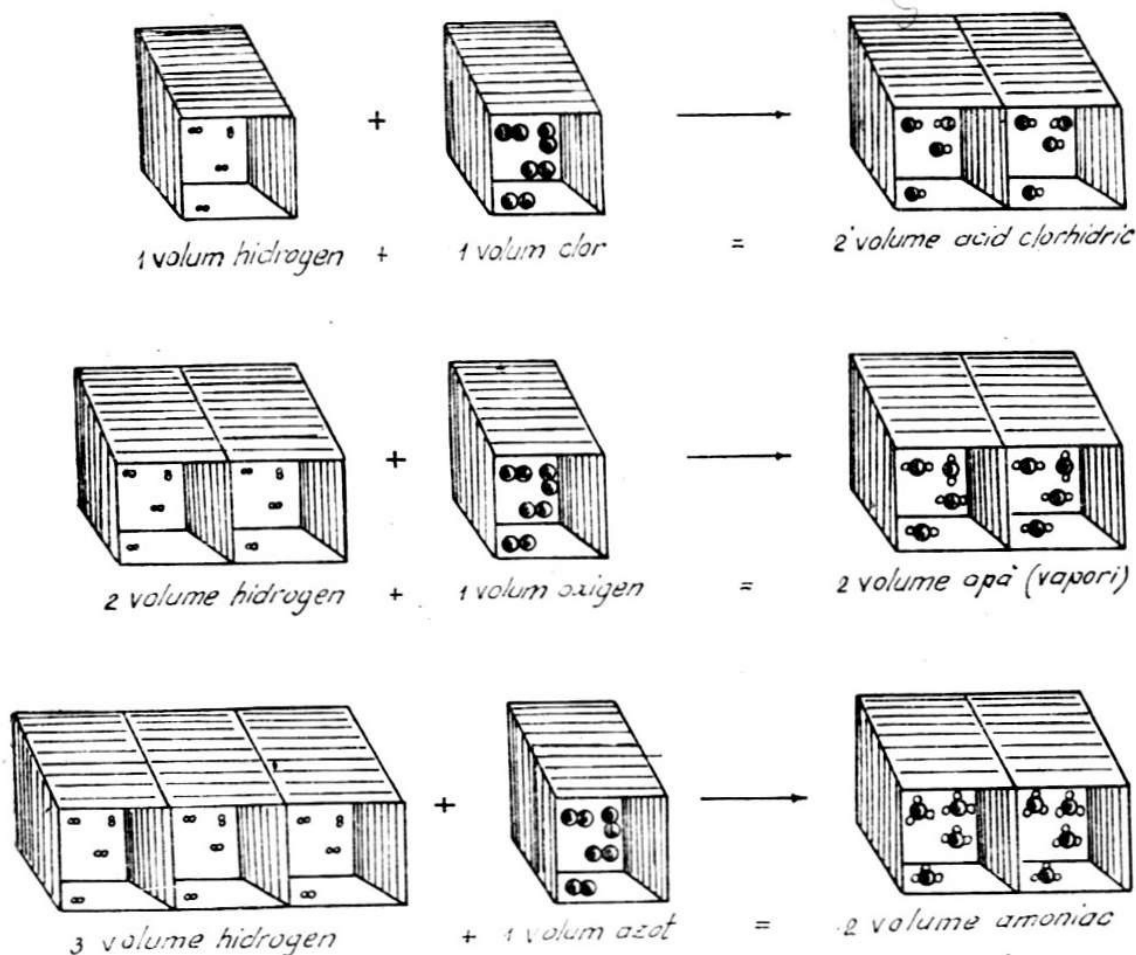 +
1 volum hidrogen + 1 volum clor = 2 volume acid clorhidric
+
2 volume hidrogen + 1 volum oxigen = 2 volume apă (vapori)
+
3 volume hidrogen + 1 volum azot = 2 volume amoniac